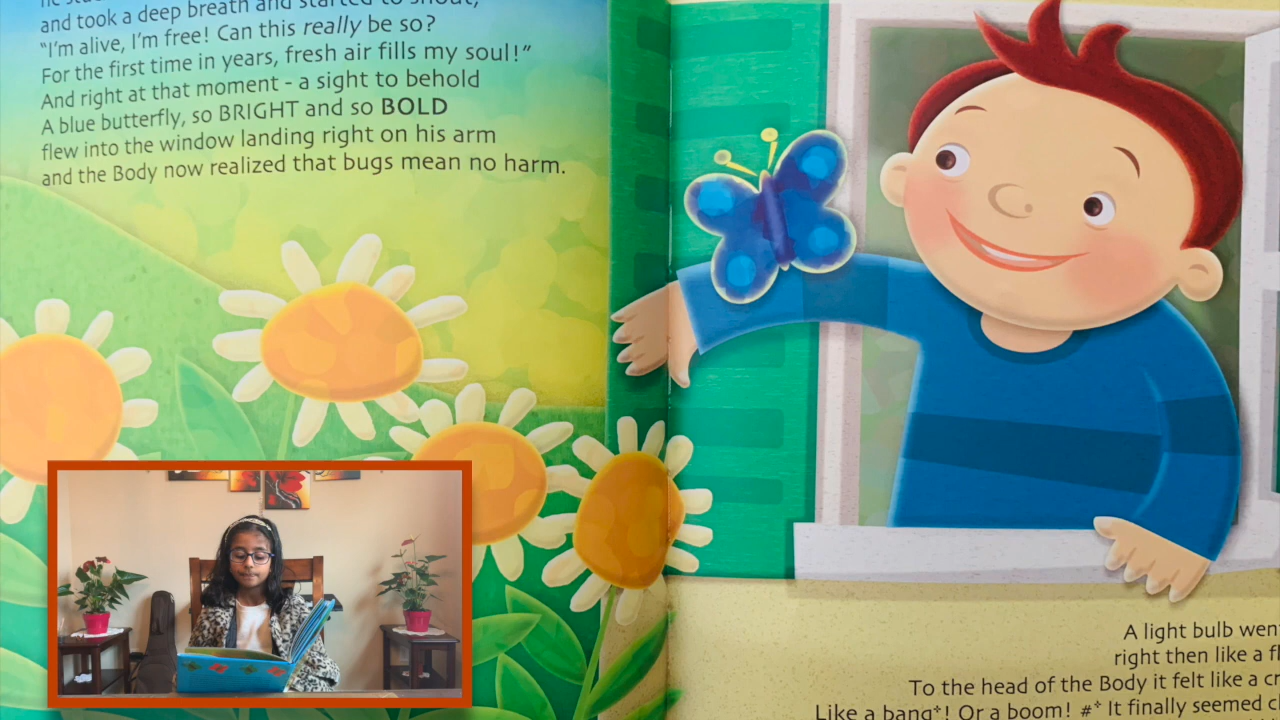 and took a deep breath and started to shout,
“I’m alive, I’m free! Can this really be so?
For the first time in years, fresh air fills my soul!”
And right at that moment - a sight to behold
A blue butterfly, so BRIGHT and so BOLD
flew into the window landing right on his arm
and the Body now realized that bugs mean no harm.
A light bulb
right then like a
To the head of the Body it felt like a
Like a bang*! Or a boom! #* It finally seemed